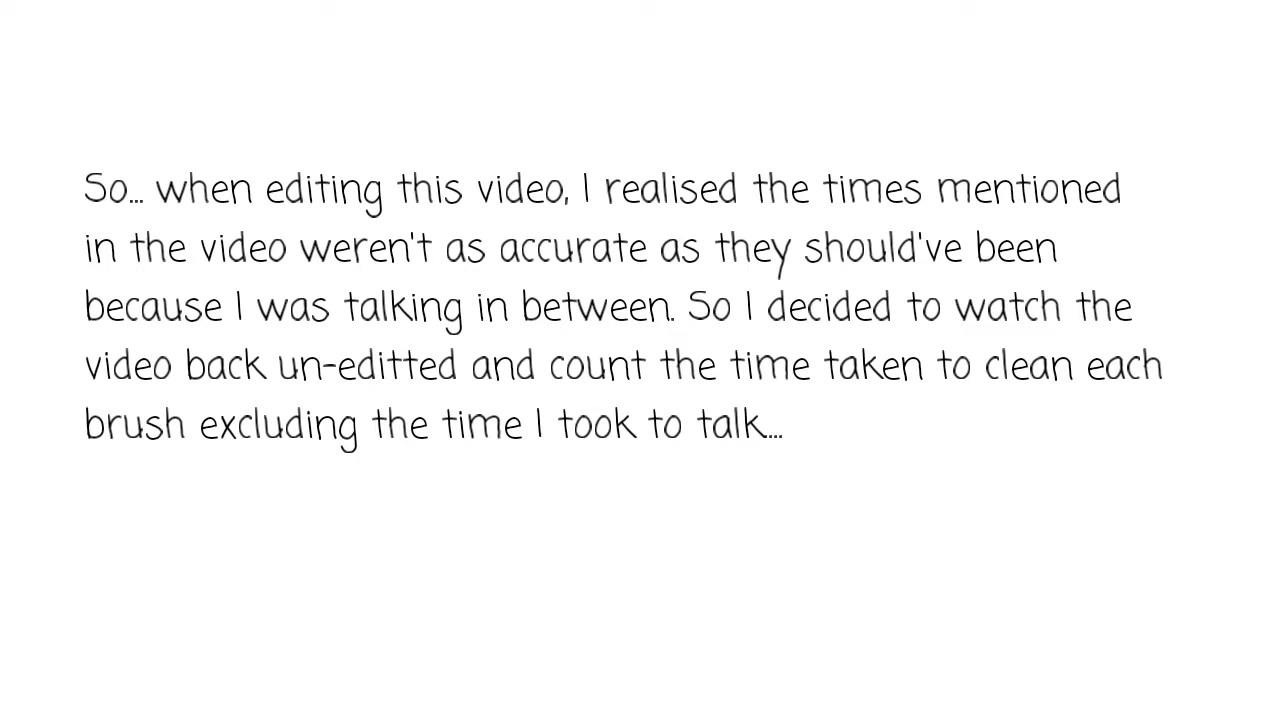 So... when editing this video, I realised the times mentioned
in the video weren't as accurate as they should've been
because I was talking in between. So I decided to watch the
video back un-editted and count the time taken to clean each
brush excluding the time I took to talk...